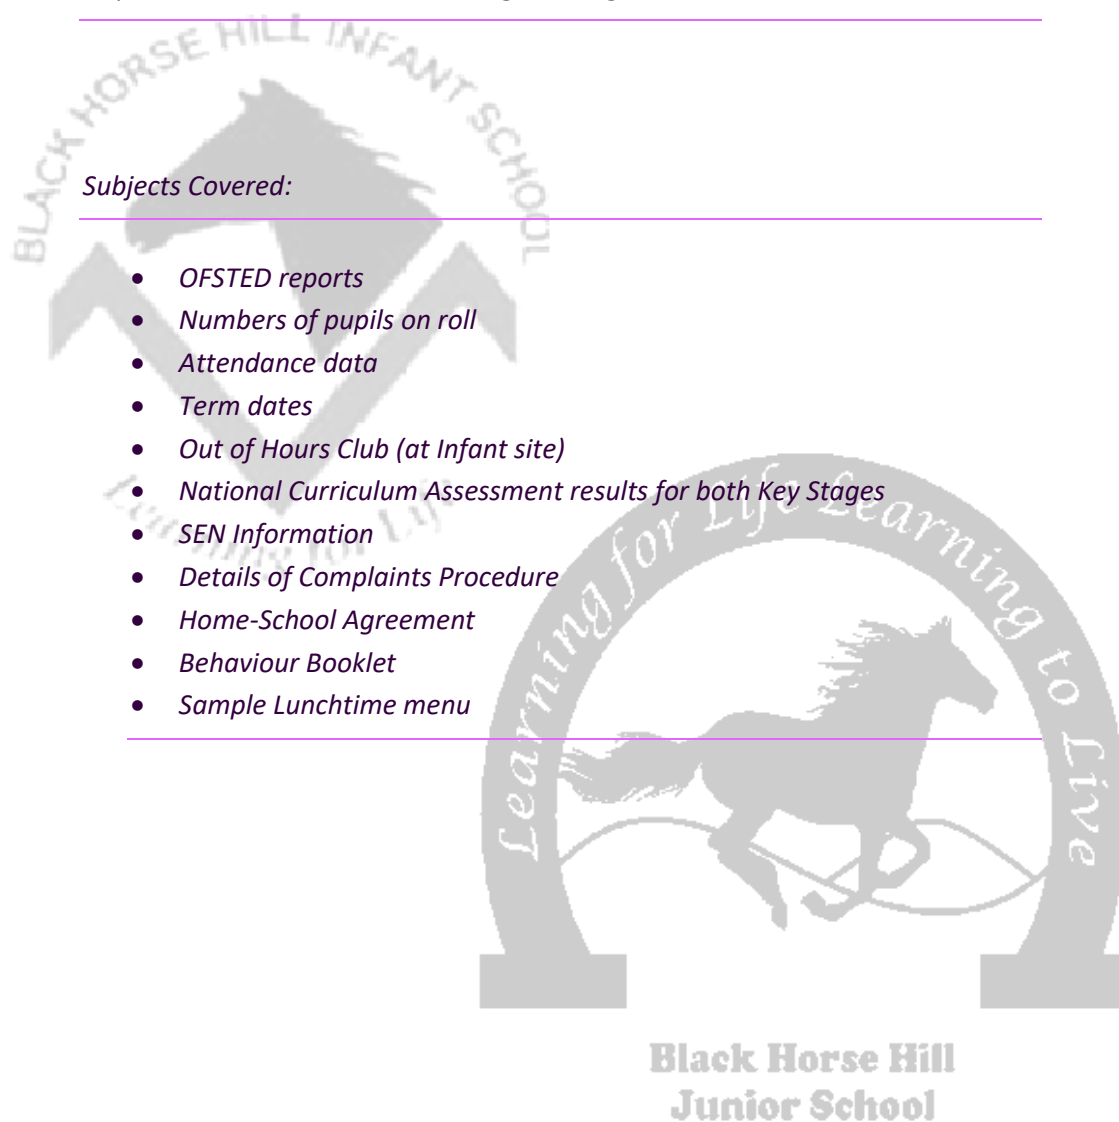 BLACK HORSE HILL INFANT SCHOOL
Subjects Covered:
• OFSTED reports
• Numbers of pupils on roll
• Attendance data
• Term dates
• Out of Hours Club (at Infant site)
• National Curriculum Assessment results for both Key Stages
• SEN Information
• Details of Complaints Procedure
• Home-School Agreement
• Behaviour Booklet
• Sample Lunchtime menu
Learning for Life
Learning for Life Learning to Live
Black Horse Hill
Junior School